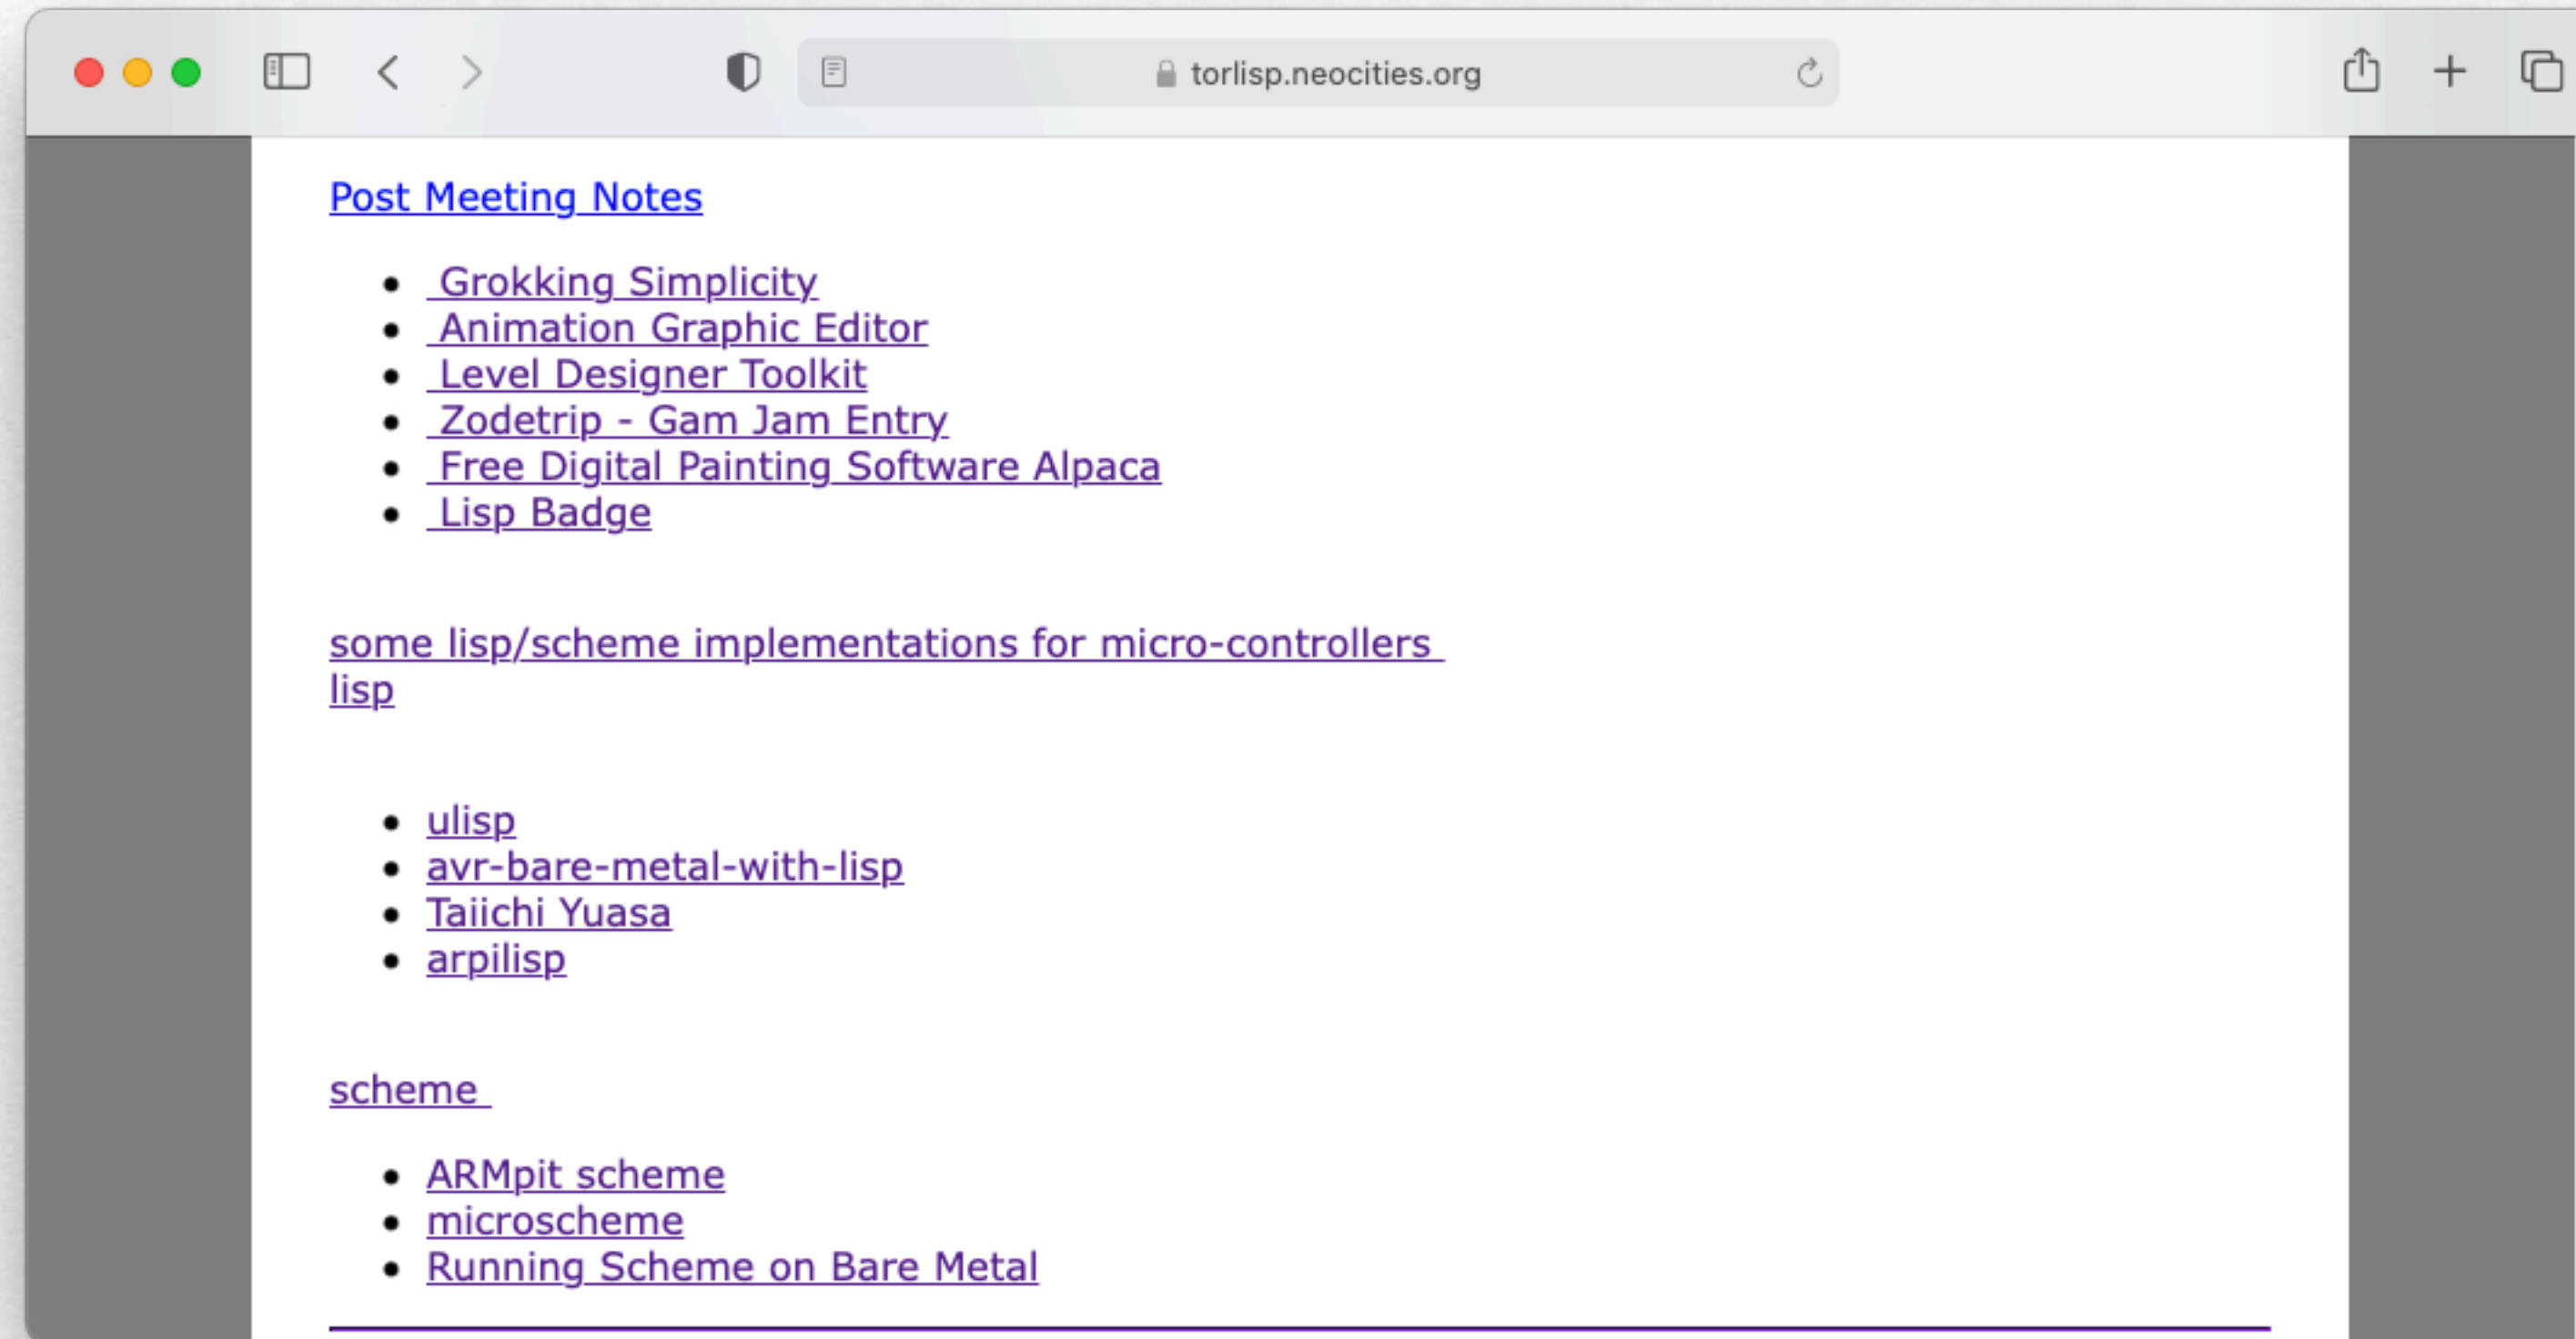 torlisp.neocities.org
Post Meeting Notes
Grokking Simplicity
Animation Graphic Editor
Level Designer Toolkit
Zodetrip - Gam Jam Entry
Free Digital Painting Software Alpaca
Lisp Badge
some lisp/scheme implementations for micro-controllers
lisp
ulisp
avr-bare-metal-with-lisp
Taiichi Yuasa
arpilisp
scheme
ARMpit scheme
microscheme
Running Scheme on Bare Metal